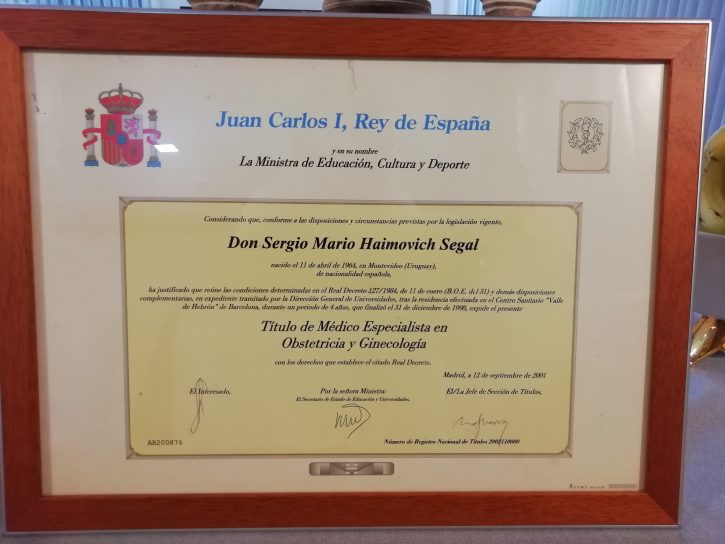 Juan Carlos I, Rey de España
y en su nombre
La Ministra de Educación, Cultura y Deporte
Considerando que, conforme a las disposiciones y circunstancias previstas por la legislación vigente,
Don Sergio Mario Haimovich Segal
nacido el 11 de abril de 1964, en Montevideo (Uruguay),
de nacionalidad española,
ha justificado que reúne las condiciones determinadas en el Real Decreto 127/1984, de 11 de enero (B.O.E. del 31) y demás disposiciones
complementarias, en expediente tramitado por la Dirección General de Universidades, tras la residencia efectuada en el Centro Sanitario "Valle
de Hebrón" de Barcelona, durante un periodo de 4 años, que finalizó el 31 de diciembre de 1998, expide el presente
Título de Médico Especialista en
Obstetricia y Ginecología
con los derechos que establece el citado Real Decreto.
Madrid, a 12 de septiembre de 2001
El Interesado,
Por la señora Ministra:
El Secretario de Estado de Educación y Universidades,
El/La Jefe de Sección de Títulos,
AB200876
Número de Registro Nacional de Títulos